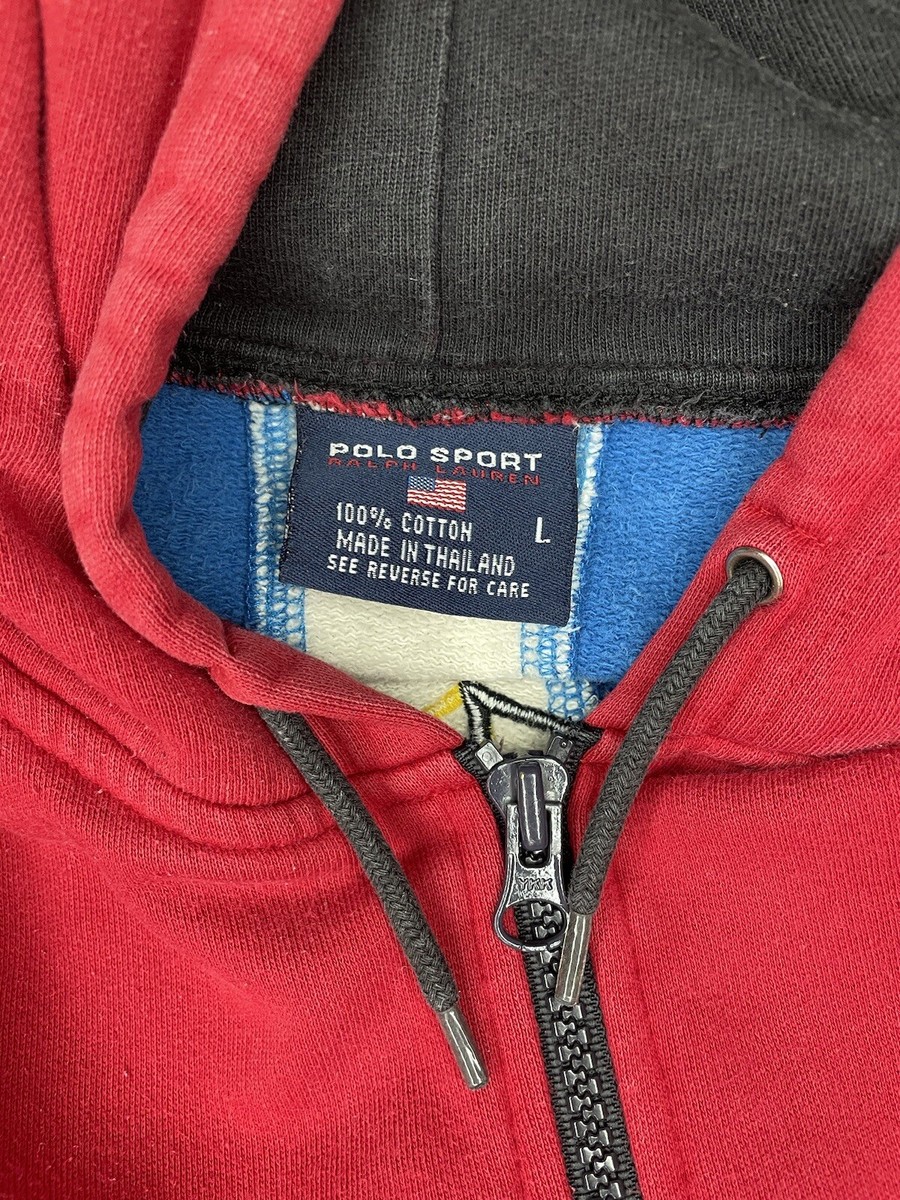 POLO SPORT
RALPH LAUREN
100% COTTON
L
MADE IN THAILAND
SEE REVERSE FOR CARE
YKK